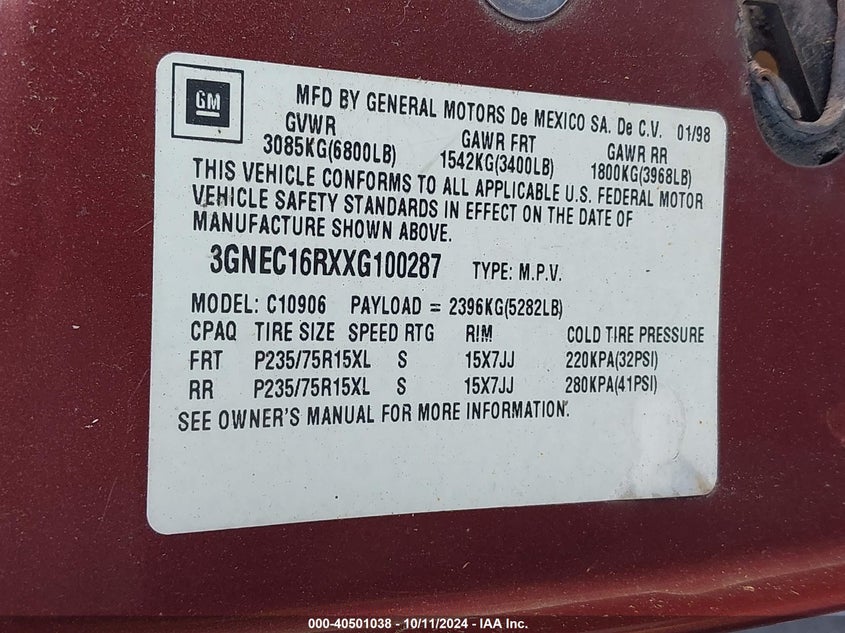 GM
MFD BY GENERAL MOTORS De MEXICO SA. De C.V. 01/98
GVWR GAWR FRT GAWR RR
3085KG(6800LB) 1542KG(3400LB) 1800KG(3968LB)
THIS VEHICLE CONFORMS TO ALL APPLICABLE U.S. FEDERAL MOTOR
VEHICLE SAFETY STANDARDS IN EFFECT ON THE DATE OF
MANUFACTURE SHOWN ABOVE.
3GNEC16RXXG100287 TYPE: M.P.V.
MODEL: C10906 PAYLOAD = 2396KG(5282LB)
CPAQ TIRE SIZE SPEED RTG RIM COLD TIRE PRESSURE
FRT P235/75R15XL S 15X7JJ 220KPA(32PSI)
RR P235/75R15XL S 15X7JJ 280KPA(41PSI)
SEE OWNER'S MANUAL FOR MORE INFORMATION.
000-40501038 - 10/11/2024 - IAA Inc.